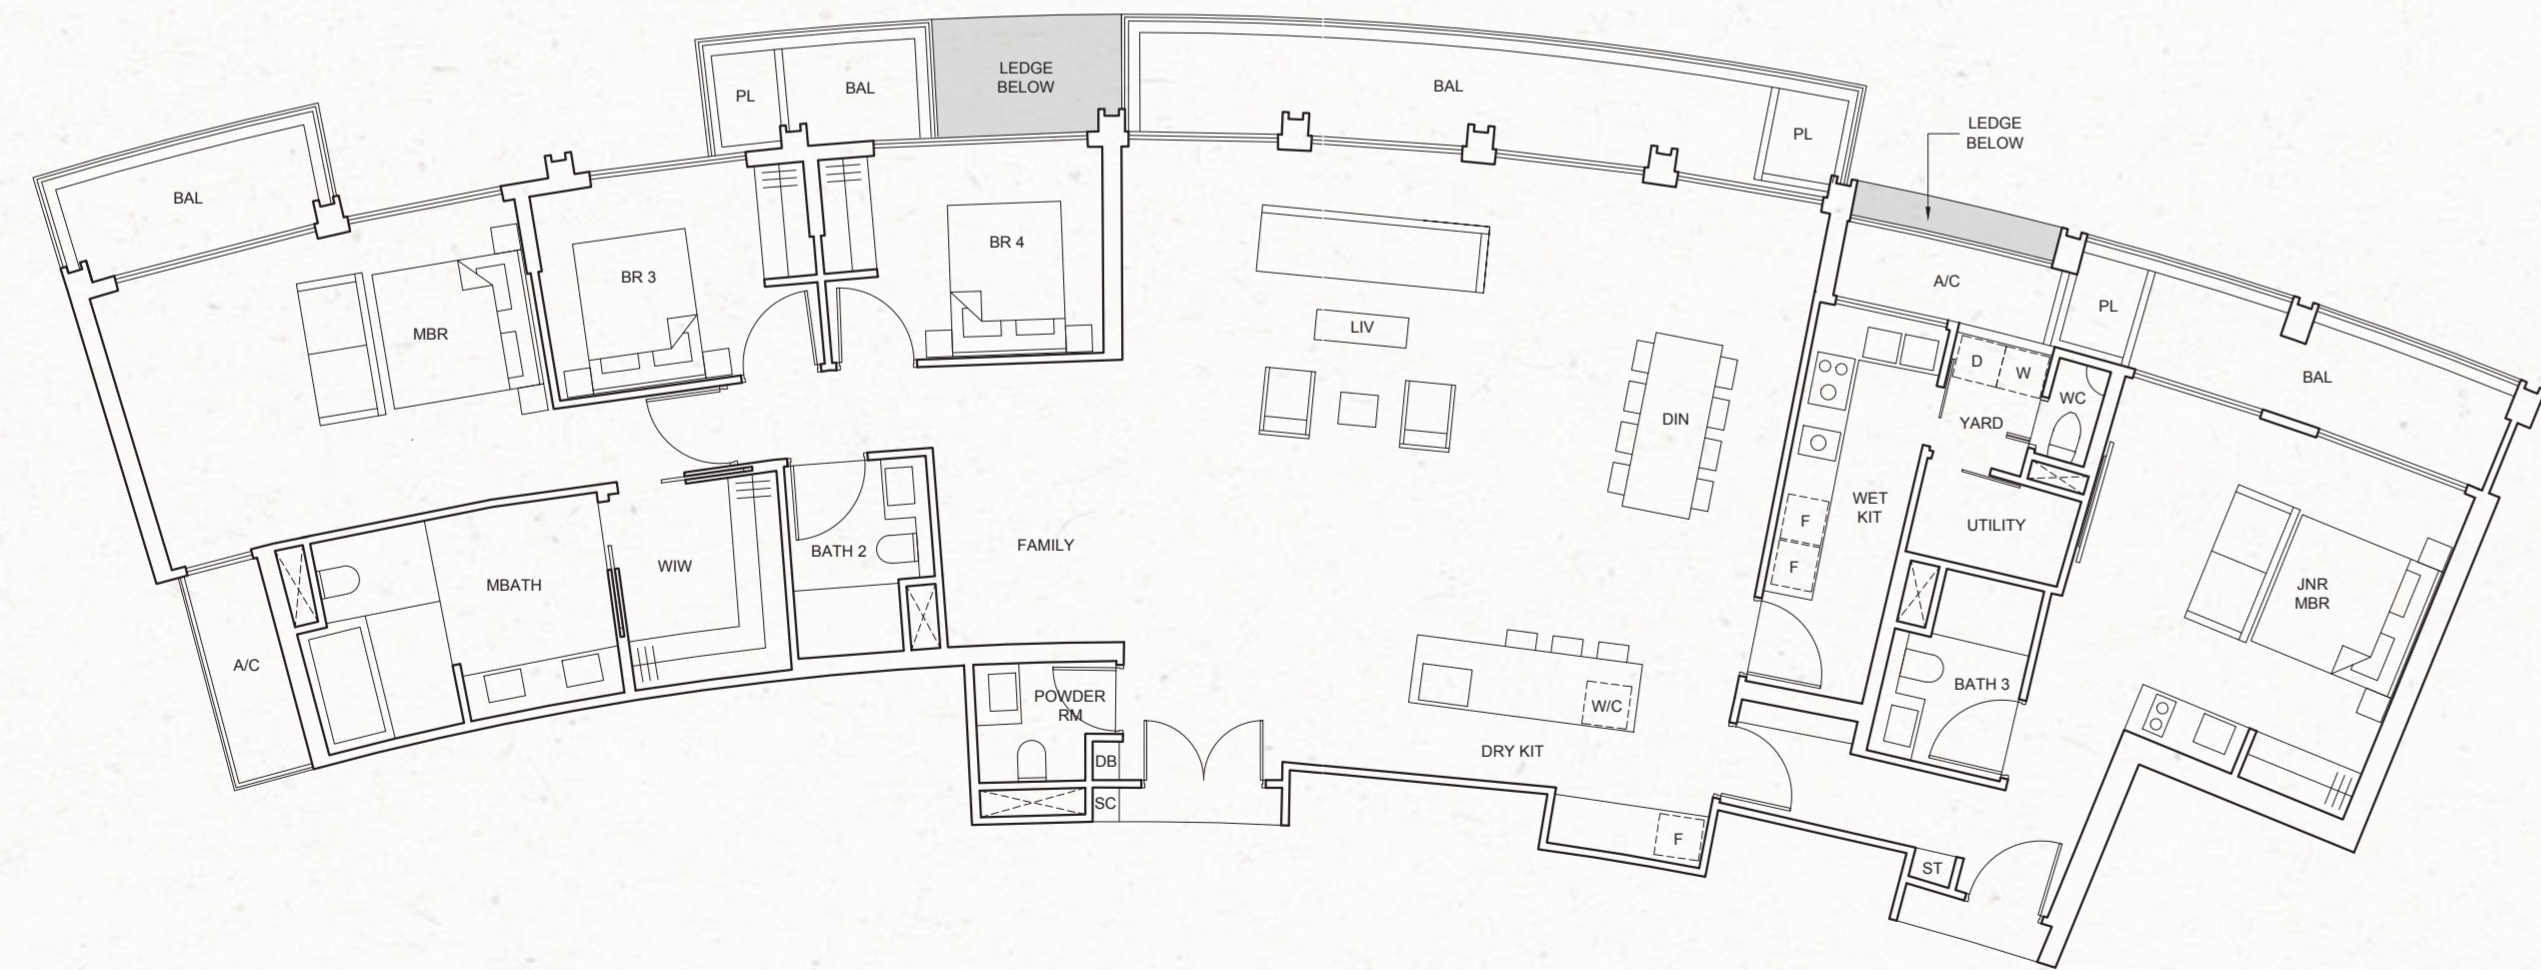 LEDGE
BELOW
PL
BAL
BAL
PL
LEDGE
BELOW
BAL
BR 3
BR 4
A/C
PL
MBR
LIV
D
W
WC
BAL
DIN
YARD
WET
KIT
F
F
UTILITY
BATH 2
FAMILY
WIW
MBATH
JNR
MBR
A/C
POWDER
RM
BATH 3
W/C
DRY KIT
DB
SC
F
ST